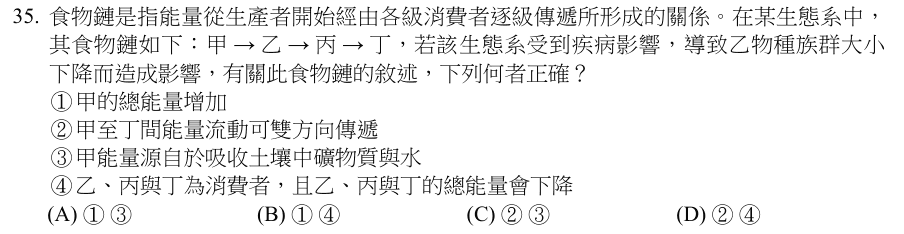 35. 食物鏈是指能量從生產者開始經由各級消費者逐級傳遞所形成的關係。在某生態系中，
其食物鏈如下：甲→乙→丙→丁，若該生態系受到疾病影響，導致乙物種族群大小
下降而造成影響，有關此食物鏈的敘述，下列何者正確？
①甲的總能量增加
②甲至丁間能量流動可雙方向傳遞
③甲能量源自於吸收土壤中礦物質與水
④乙、丙與丁為消費者，且乙、丙與丁的總能量會下降
(A) ① ③ (B) ① ④ (C) ② ③ (D) ② ④